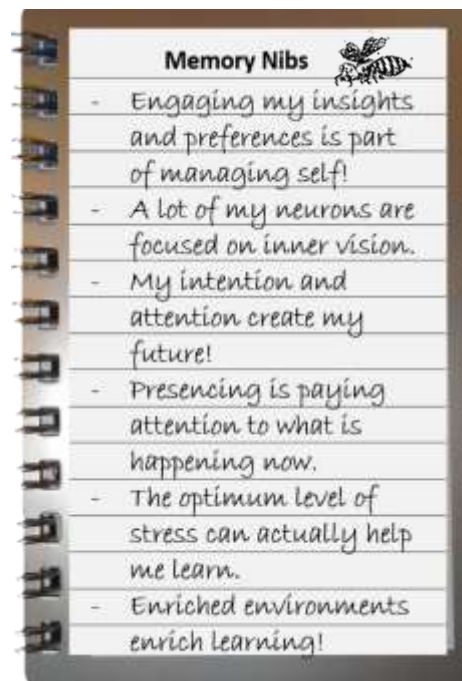 Memory Nibs
- Engaging my insights
and preferences is part
of managing self!
- A lot of my neurons are
focused on inner vision.
- My intention and
attention create my
future!
- Presencing is paying
attention to what is
happening now.
- The optimum level of
stress can actually help
me learn.
- Enriched environments
enrich learning!